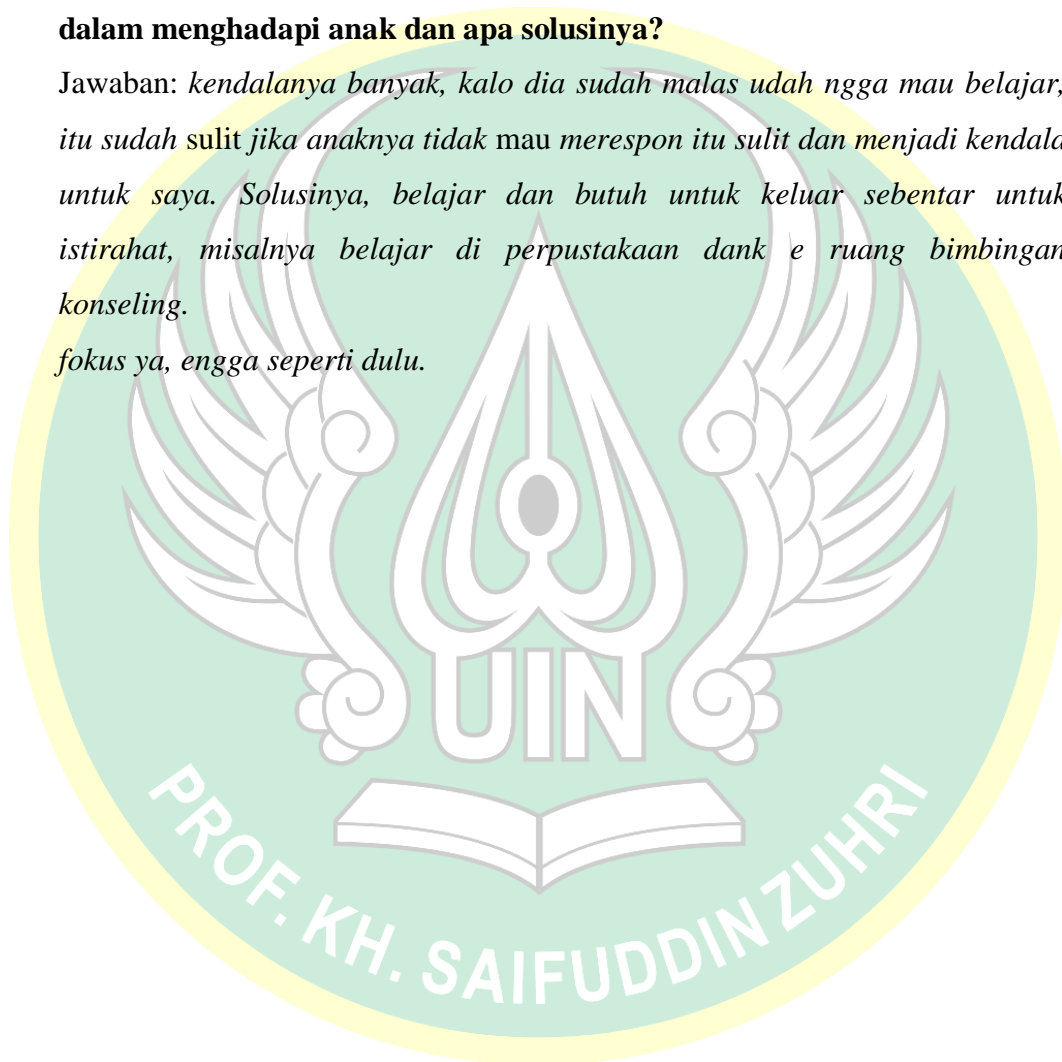 dalam menghadapi anak dan apa solusinya?
Jawaban: kendalanya banyak, kalo dia sudah malas udah ngga mau belajar,
itu sudah sulit jika anaknya tidak mau merespon itu sulit dan menjadi kendala
untuk saya. Solusinya, belajar dan butuh untuk keluar sebentar untuk
istirahat, misalnya belajar di perpustakaan dank e ruang bimbingan
konseling.
fokus ya, engga seperti dulu.
UIN
PROF. KH. SAIFUDDIN ZUHRI